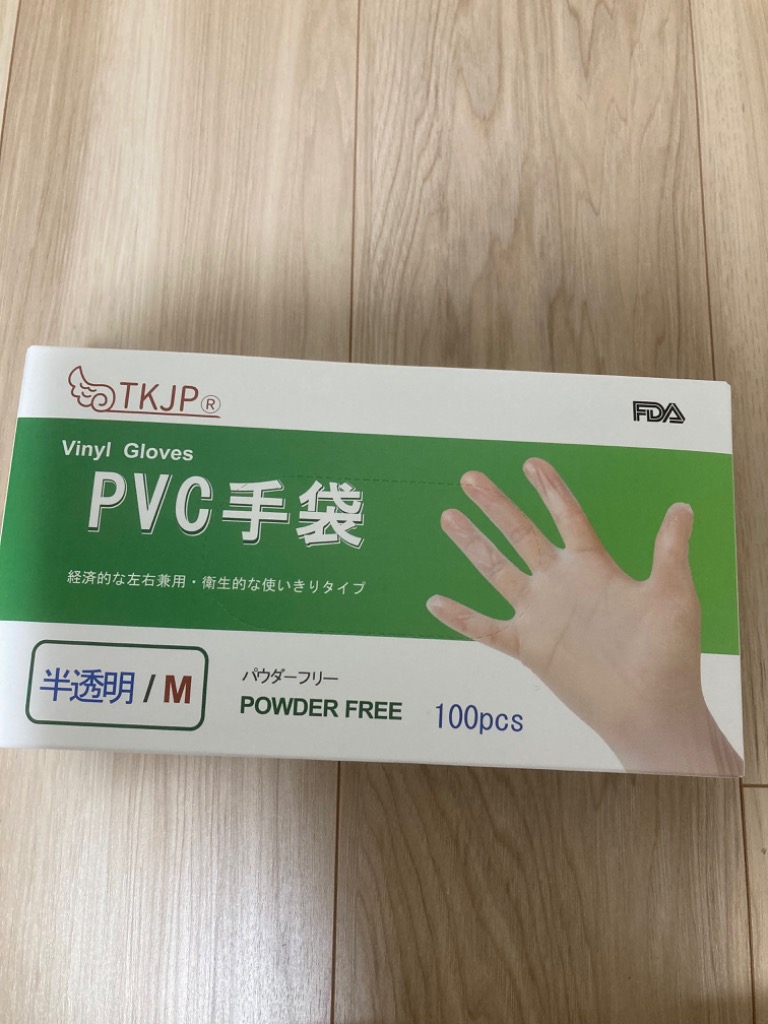 TKJP®
FDA
Vinyl Gloves
PVC手袋
経済的な左右兼用・衛生的な使いきりタイプ
半透明/M
パウダーフリー
POWDER FREE
100pcs